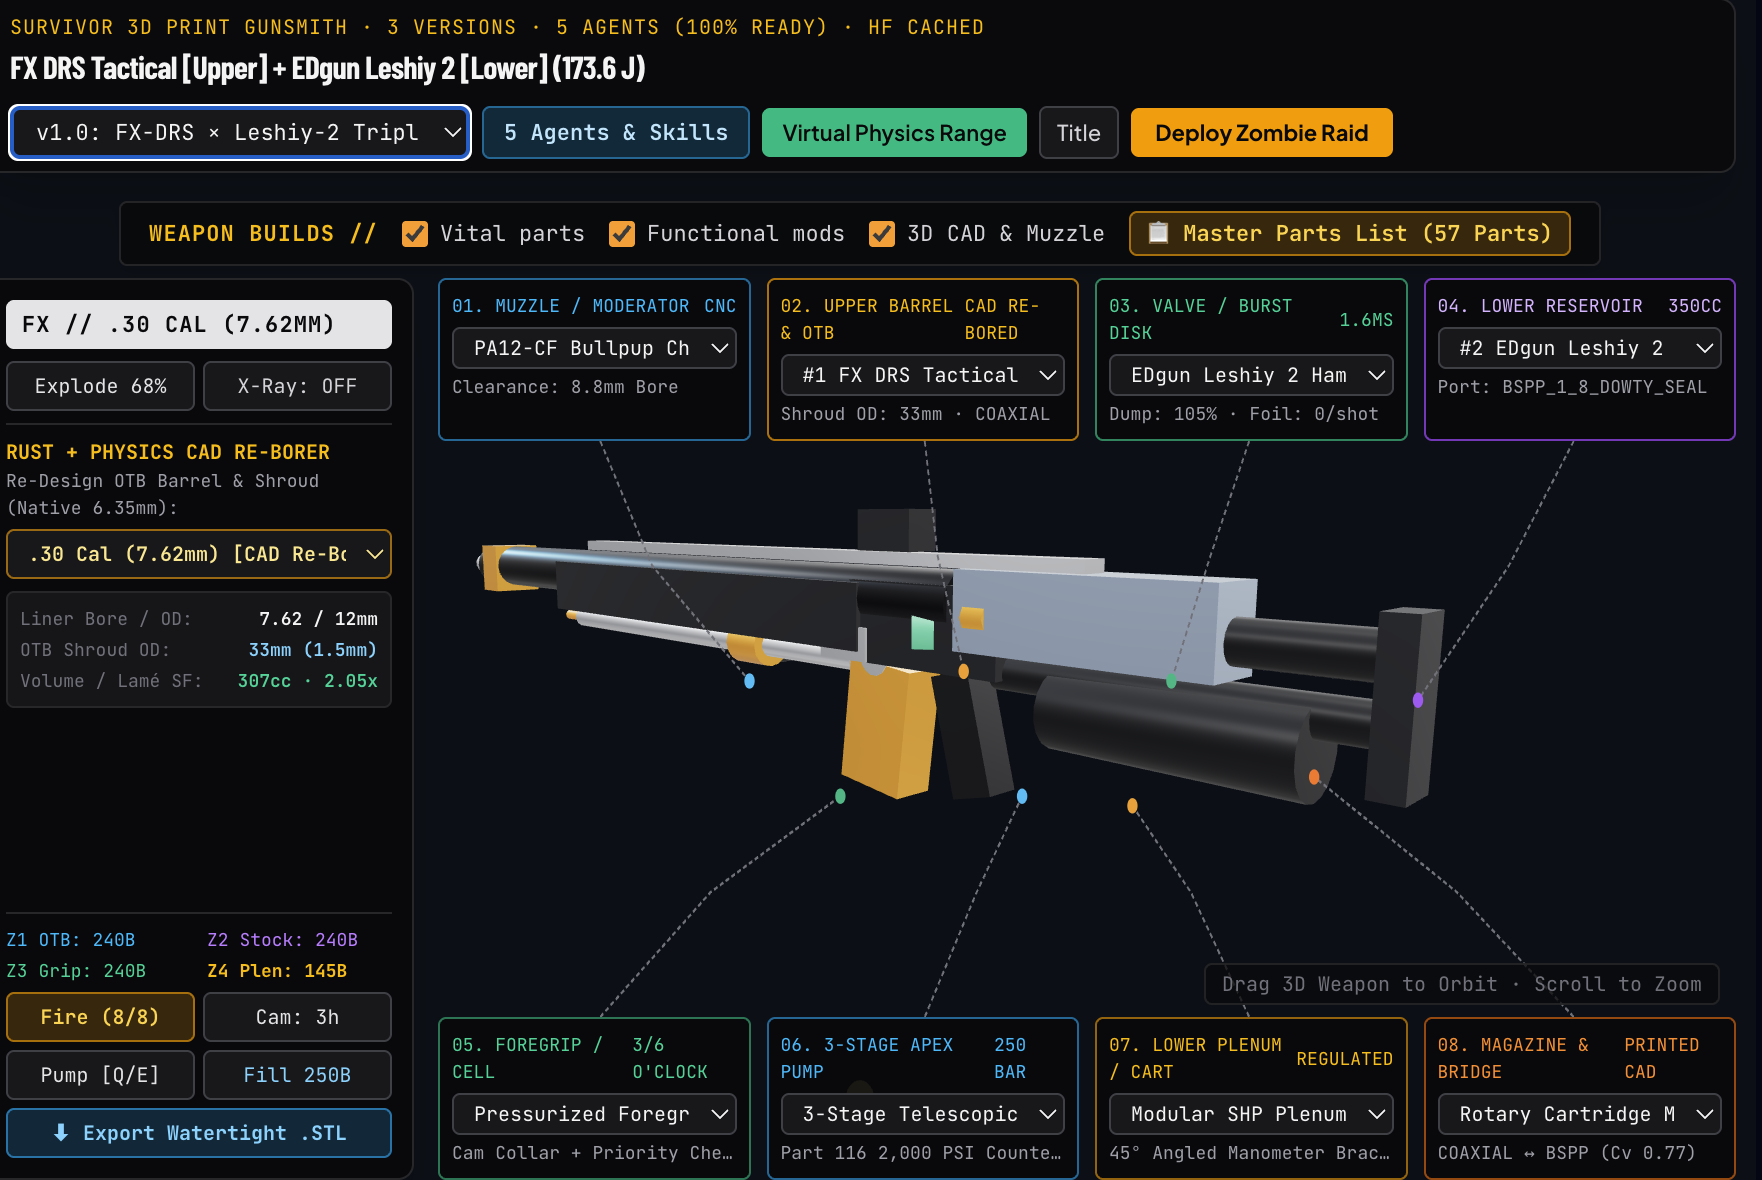 SURVIVOR 3D PRINT GUNSMITH · 3 VERSIONS · 5 AGENTS (100% READY) · HF CACHED
FX DRS Tactical [Upper] + EDgun Leshiy 2 [Lower] (173.6 J)
v1.0: FX-DRS × Leshiy-2 Tripl
5 Agents & Skills
Virtual Physics Range
Title
Deploy Zombie Raid
WEAPON BUILDS //
Vital parts
Functional mods
3D CAD & Muzzle
📋 Master Parts List (57 Parts)
FX // .30 CAL (7.62MM)
Explode 68%
X-Ray: OFF
RUST + PHYSICS CAD RE-BORER
Re-Design OTB Barrel & Shroud
(Native 6.35mm):
.30 Cal (7.62mm) [CAD Re-Bo
Liner Bore / OD: 7.62 / 12mm
OTB Shroud OD: 33mm (1.5mm)
Volume / Lamé SF: 307cc · 2.05x
Z1 OTB: 240B
Z2 Stock: 240B
Z3 Grip: 240B
Z4 Plen: 145B
Fire (8/8)
Cam: 3h
Pump [Q/E]
Fill 250B
⬇ Export Watertight .STL
01. MUZZLE / MODERATOR CNC
PA12-CF Bullpup Ch
Clearance: 8.8mm Bore
02. UPPER BARREL
& OTB
CAD RE-
BORED
#1 FX DRS Tactical
Shroud OD: 33mm · COAXIAL
03. VALVE / BURST
DISK
1.6MS
EDgun Leshiy 2 Ham
Dump: 105% · Foil: 0/shot
04. LOWER RESERVOIR 350CC
#2 EDgun Leshiy 2
Port: BSPP_1_8_DOWTY_SEAL
Drag 3D Weapon to Orbit · Scroll to Zoom
05. FOREGRIP /
CELL
3/6
O'CLOCK
Pressurized Foregr
Cam Collar + Priority Che…
06. 3-STAGE APEX
PUMP
250
BAR
3-Stage Telescopic
Part 116 2,000 PSI Counte…
07. LOWER PLENUM
/ CART
REGULATED
Modular SHP Plenum
45° Angled Manometer Brac…
08. MAGAZINE &
BRIDGE
PRINTED
CAD
Rotary Cartridge M
COAXIAL ↔ BSPP (Cv 0.77)